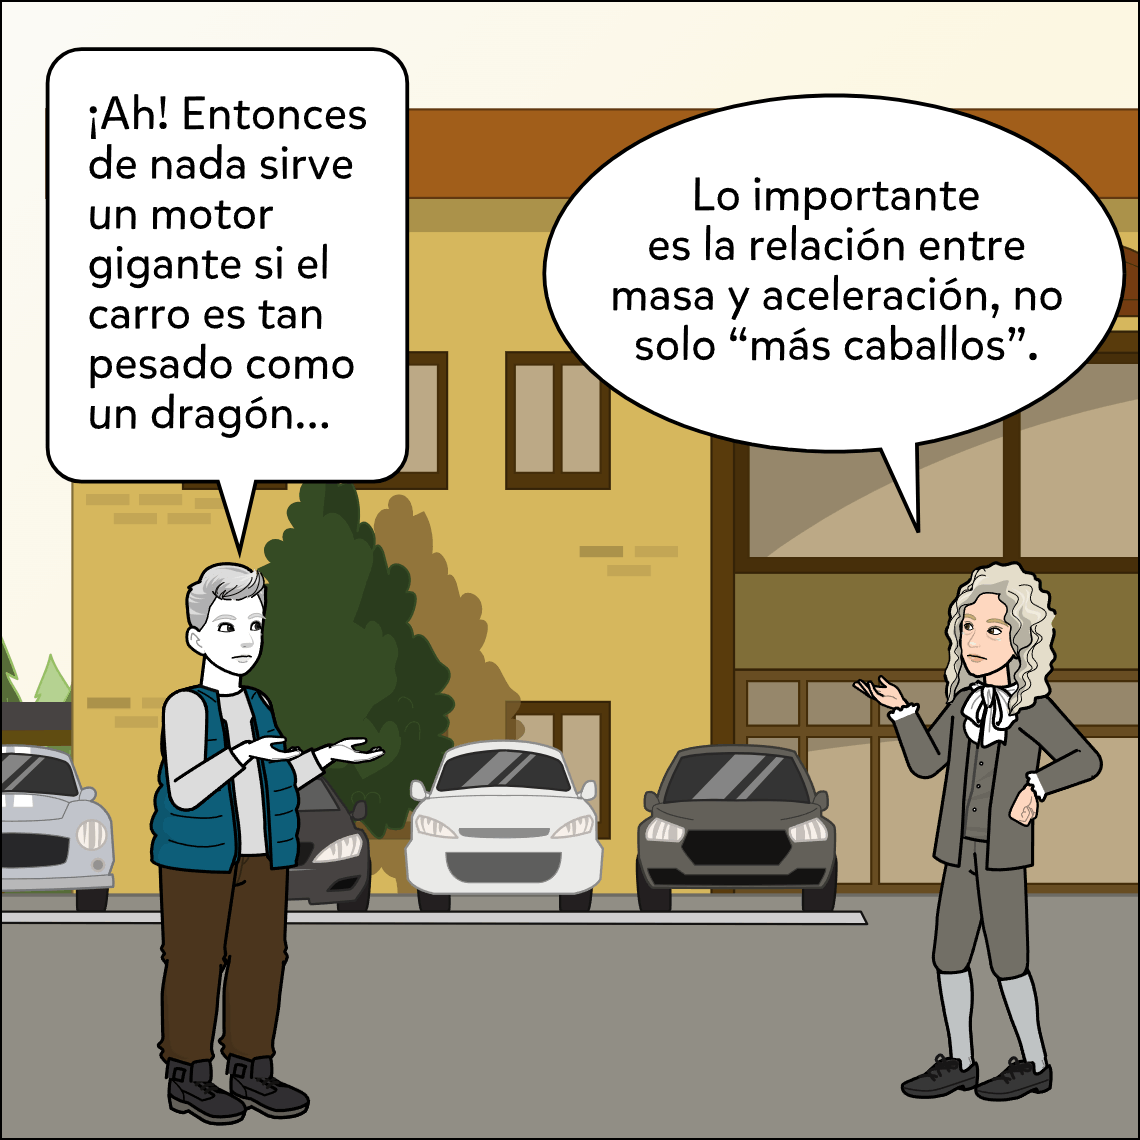 ¡Ah! Entonces
de nada sirve
un motor
gigante si el
carro es tan
pesado como
un dragón...
Lo importante
es la relación entre
masa y aceleración, no
solo “más caballos”.